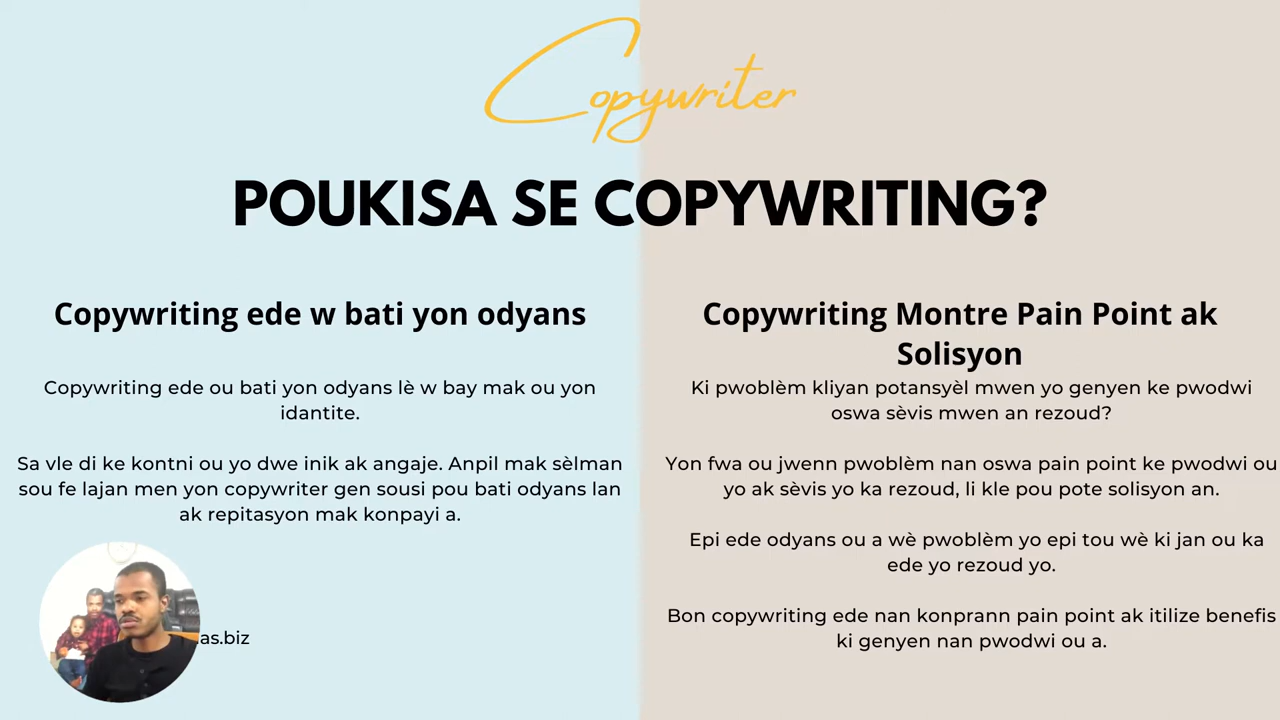 Copywriter
POUKISA SE COPYWRITING?
Copywriting ede w bati yon odyans
Copywriting ede ou bati yon odyans lè w bay mak ou yon
idantite.
Sa vle di ke kontni ou yo dwe inik ak angaje. Anpil mak sèlman
sou fe lajan men yon copywriter gen sousi pou bati odyans lan
ak repitasyon mak konpayi a.
as.biz
Copywriting Montre Pain Point ak
Solisyon
Ki pwoblèm kliyan potansyèl mwen yo genyen ke pwodwi
oswa sèvis mwen an rezoud?
Yon fwa ou jwenn pwoblèm nan oswa pain point ke pwodwi ou
yo ak sèvis yo ka rezoud, li kle pou pote solisyon an.
Epi ede odyans ou a wè pwoblèm yo epi tou wè ki jan ou ka
ede yo rezoud yo.
Bon copywriting ede nan konprann pain point ak itilize benefis
ki genyen nan pwodwi ou a.